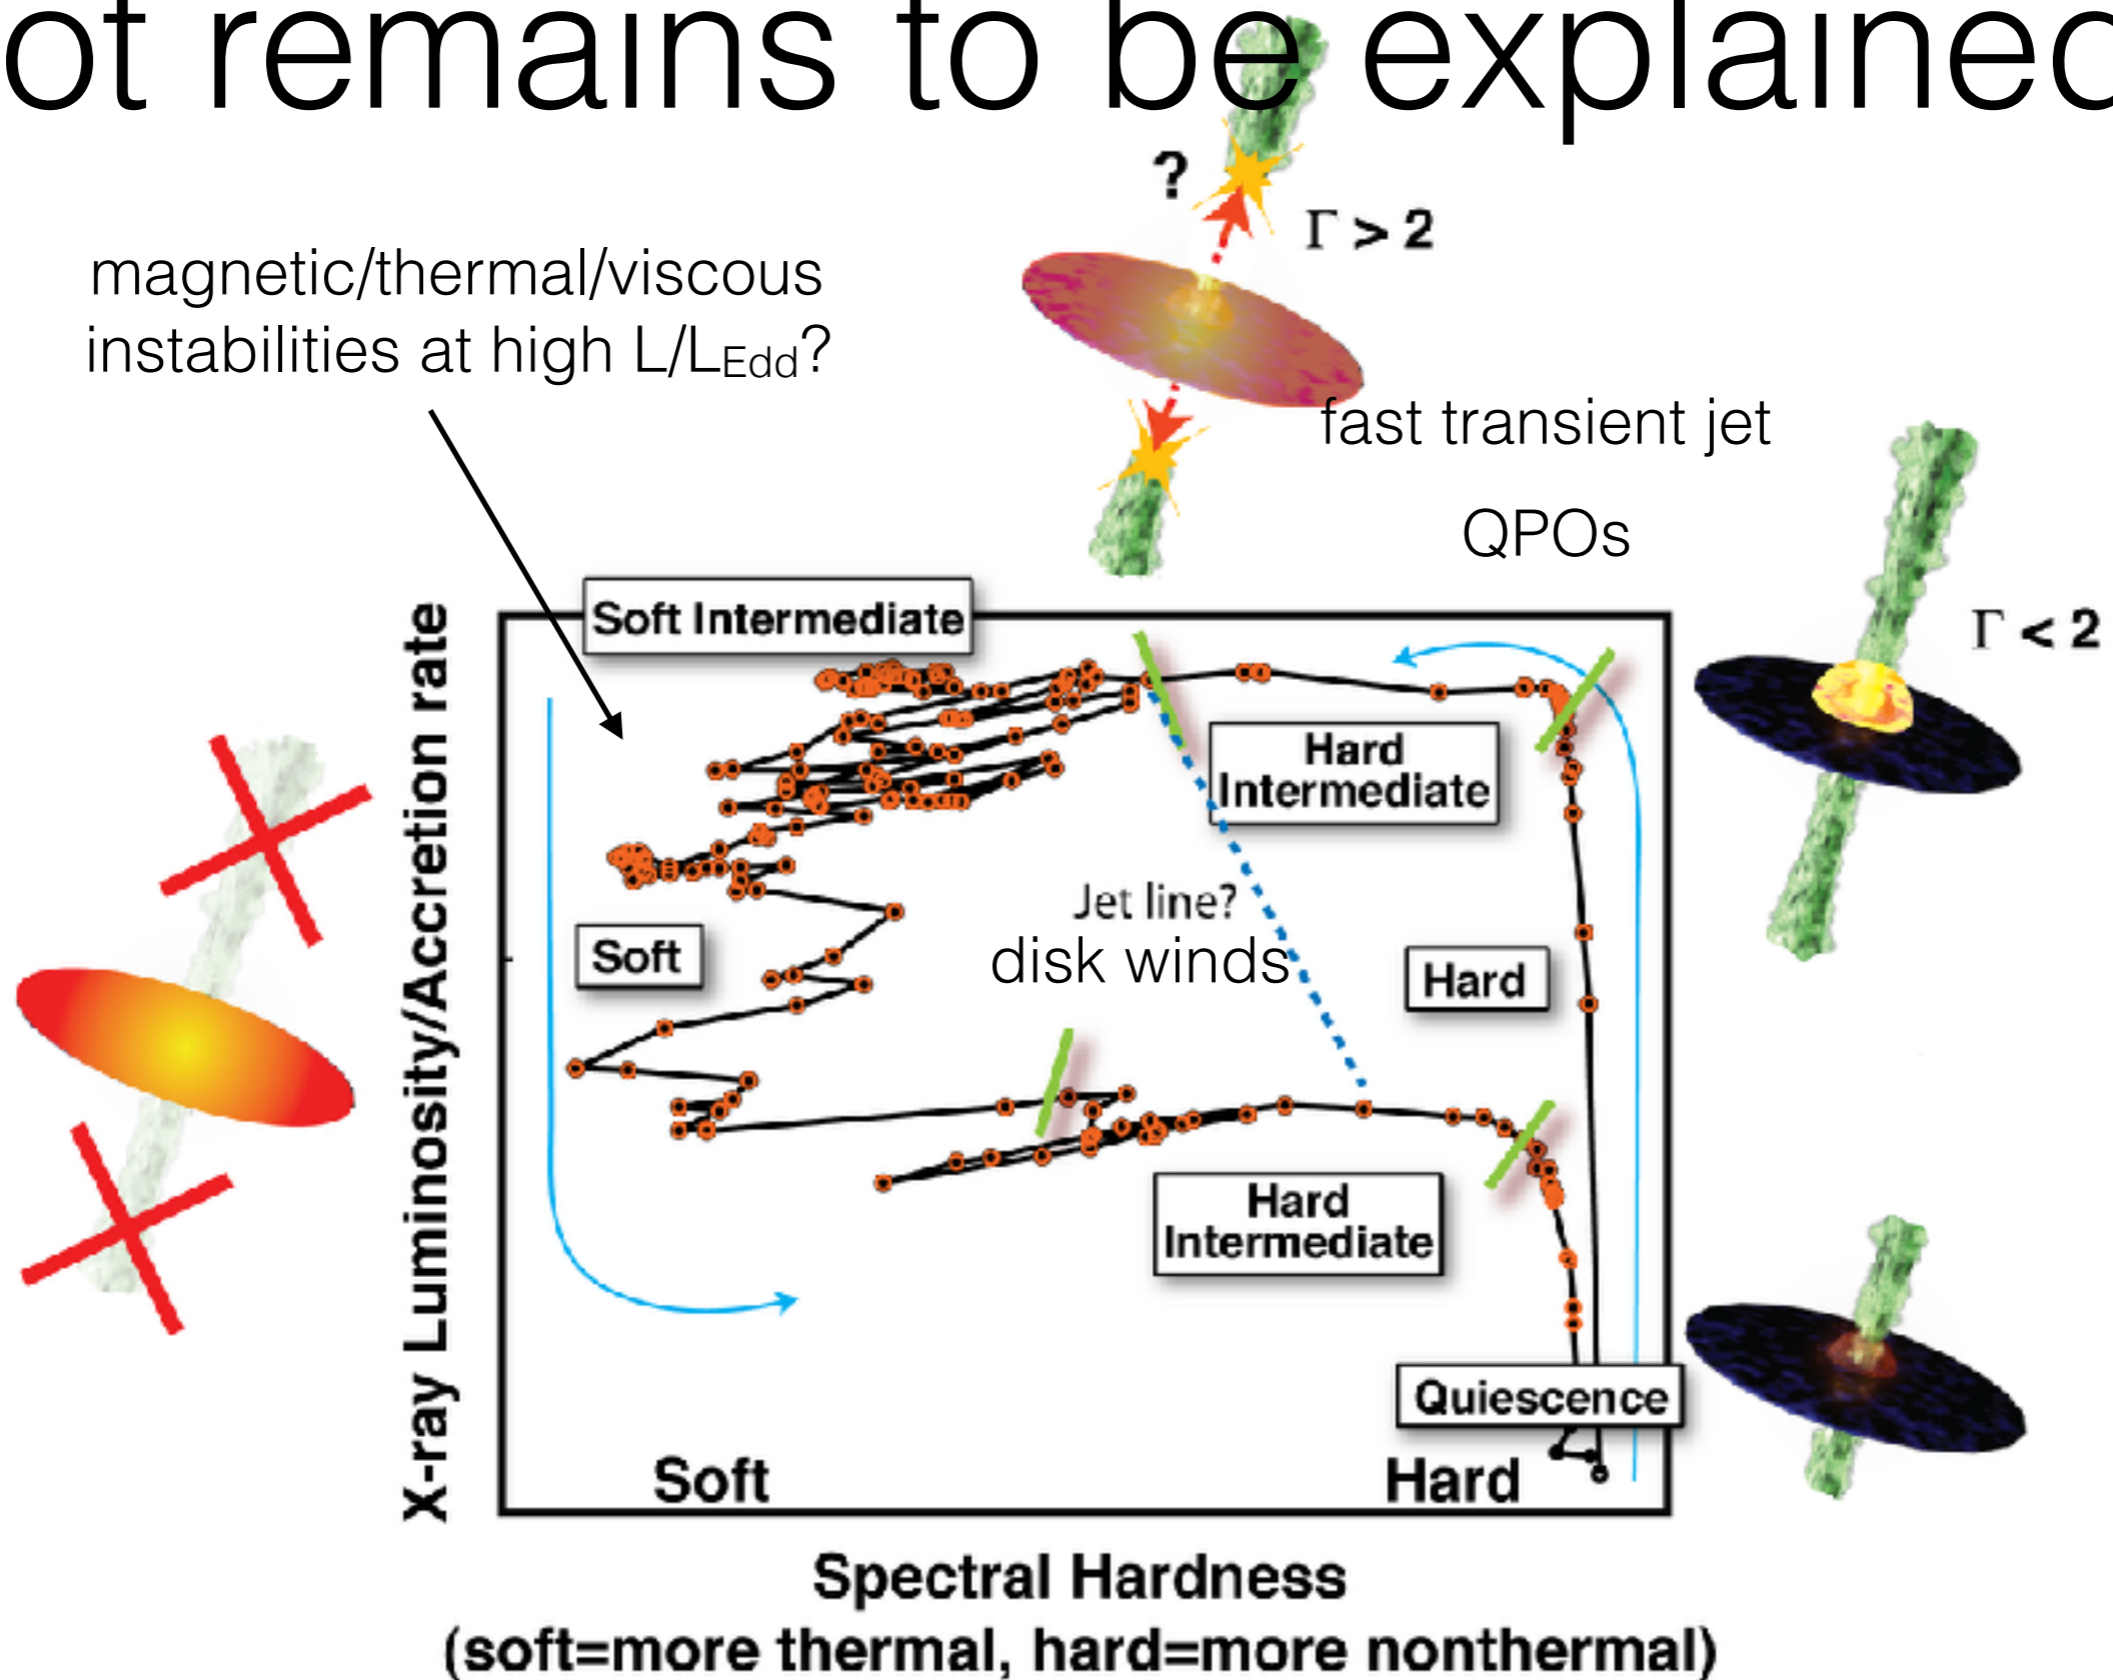 ot remains to be explained
?
Γ > 2
magnetic/thermal/viscous
instabilities at high L/LEdd?
fast transient jet
QPOs
Γ < 2
Soft Intermediate
Hard
Intermediate
Jet line?
disk winds
Soft
Hard
Hard
Intermediate
Quiescence
Soft
Hard
X-ray Luminosity/Accretion rate
Spectral Hardness
(soft=more thermal, hard=more nonthermal)